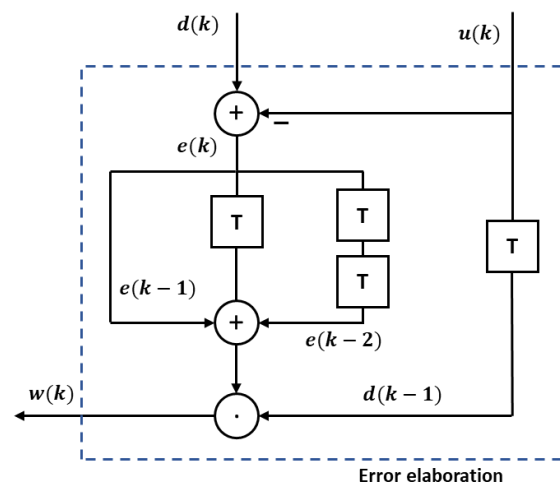 d(k)
u(k)
+
−
e(k)
T
T
T
T
e(k − 1)
+
e(k − 2)
w(k)
·
d(k − 1)
Error elaboration